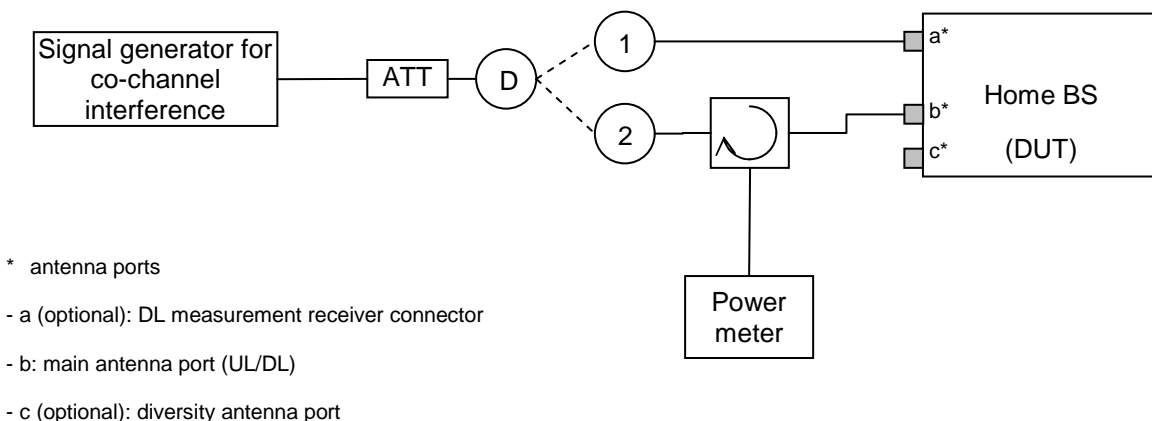 Signal generator for
co-channel
interference
ATT
D
1
2
a*
b*
c*
Home BS
(DUT)
Power
meter
* antenna ports
- a (optional): DL measurement receiver connector
- b: main antenna port (UL/DL)
- c (optional): diversity antenna port